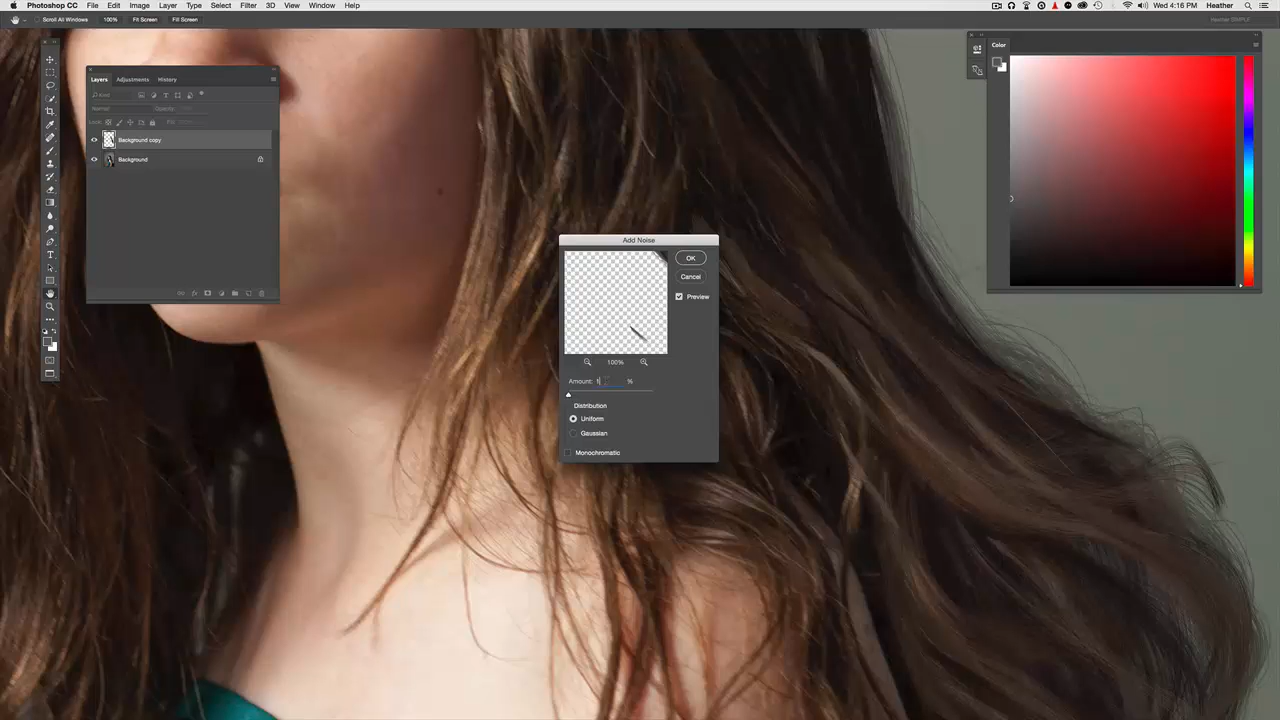 Photoshop CC File Edit Image Layer Type Select Filter 3D View Window Help Wed 4:16 PM Heather
Scroll All Windows 100% Fit Screen Fill Screen
Color
Layers Adjustments History
Kind
Normal Opacity:
Lock: Fill:
Background copy
Background
Add Noise
OK
Cancel
Preview
100%
Amount: 1 %
Distribution
Uniform
Gaussian
Monochromatic